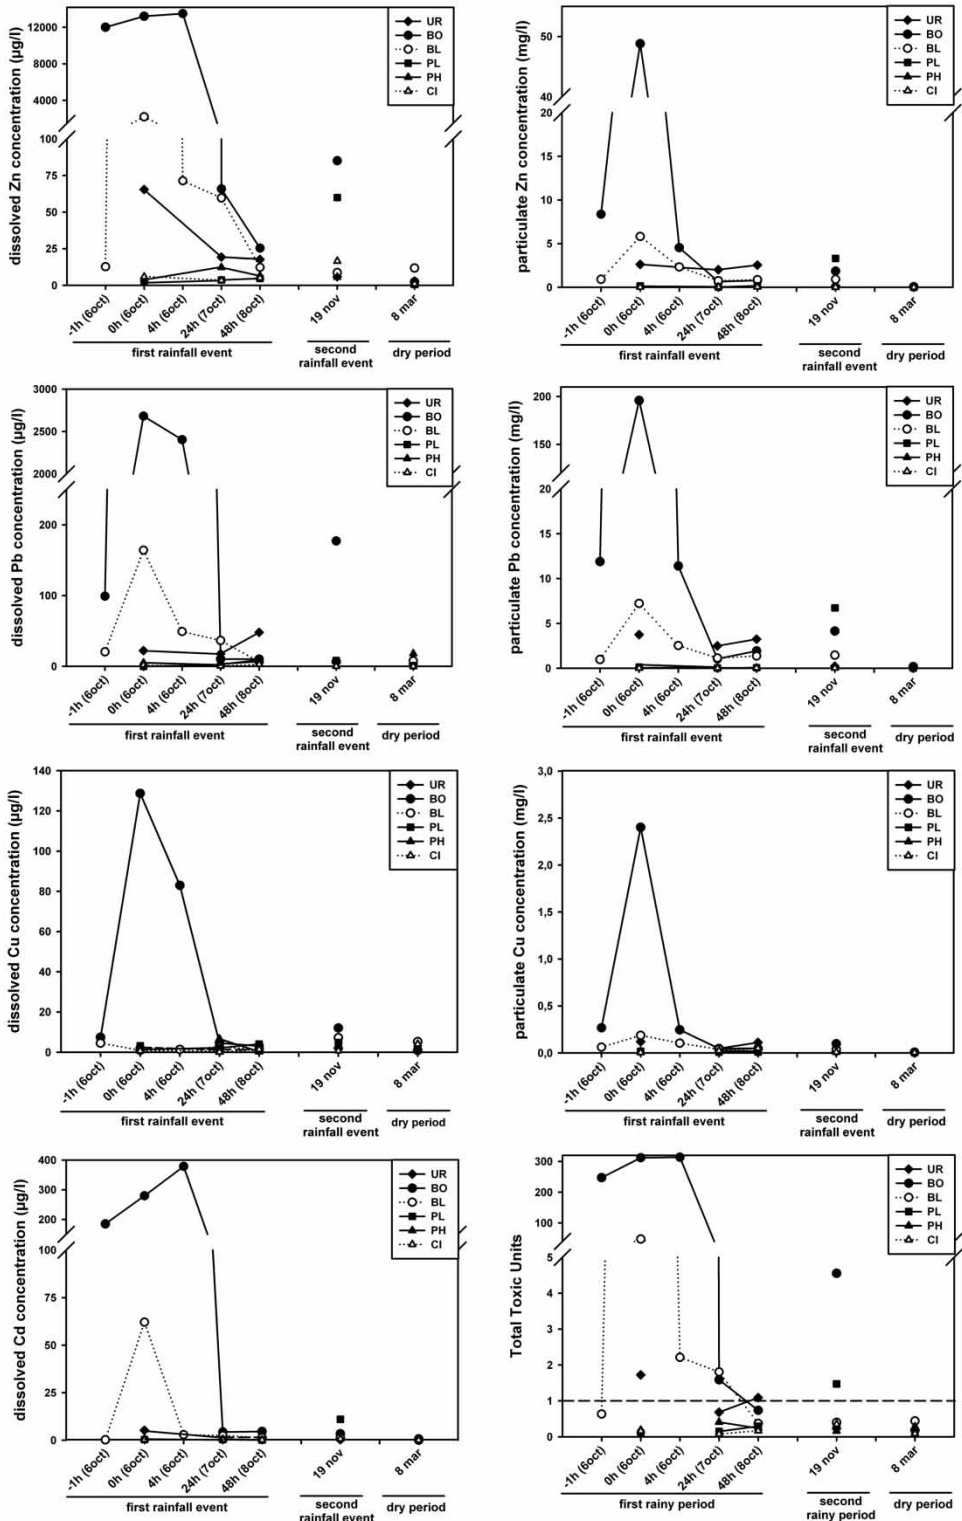 dissolved Zn concentration (µg/l)
12000
10000
8000
6000
4000
100
75
50
25
0
UR
BO
BL
PL
PH
CI
-1h (6oct)
0h (6oct)
4h (6oct)
24h (7oct)
48h (8oct)
19 nov
8 mar
first rainfall event
second
rainfall event
dry period
particulate Zn concentration (mg/l)
50
40
20
15
10
5
0
UR
BO
BL
PL
PH
CI
-1h (6oct)
0h (6oct)
4h (6oct)
24h (7oct)
48h (8oct)
19 nov
8 mar
first rainfall event
second
rainfall event
dry period
dissolved Pb concentration (µg/l)
3000
2500
2000
200
100
0
UR
BO
BL
PL
PH
CI
-1h (6oct)
0h (6oct)
4h (6oct)
24h (7oct)
48h (8oct)
19 nov
8 mar
first rainfall event
second
rainfall event
dry period
particulate Pb concentration (mg/l)
200
150
20
15
10
5
0
UR
BO
BL
PL
PH
CI
-1h (6oct)
0h (6oct)
4h (6oct)
24h (7oct)
48h (8oct)
19 nov
8 mar
first rainfall event
second
rainfall event
dry period
dissolved Cu concentration (µg/l)
140
120
100
80
60
40
20
0
UR
BO
BL
PL
PH
CI
-1h (6oct)
0h (6oct)
4h (6oct)
24h (7oct)
48h (8oct)
19 nov
8 mar
first rainfall event
second
rainfall event
dry period
particulate Cu concentration (mg/l)
3,0
2,5
2,0
1,5
1,0
0,5
0,0
UR
BO
BL
PL
PH
CI
-1h (6oct)
0h (6oct)
4h (6oct)
24h (7oct)
48h (8oct)
19 nov
8 mar
first rainfall event
second
rainfall event
dry period
dissolved Cd concentration (µg/l)
400
300
200
100
75
50
25
0
UR
BO
BL
PL
PH
CI
-1h (6oct)
0h (6oct)
4h (6oct)
24h (7oct)
48h (8oct)
19 nov
8 mar
first rainfall event
second
rainfall event
dry period
Total Toxic Units
300
200
100
5
4
3
2
1
0
UR
BO
BL
PL
PH
CI
-1h (6oct)
0h (6oct)
4h (6oct)
24h (7oct)
48h (8oct)
19 nov
8 mar
first rainy period
second
rainy period
dry period